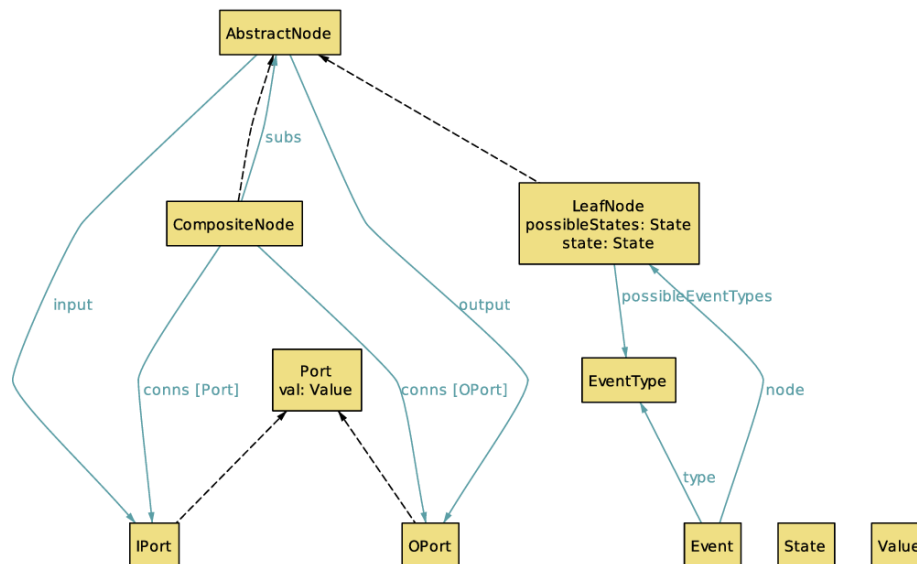 AbstractNode
subs
CompositeNode
LeafNode
possibleStates: State
state: State
input
output
possibleEventTypes
Port
val: Value
conns [Port]
conns [OPort]
EventType
node
type
IPort
OPort
Event
State
Value